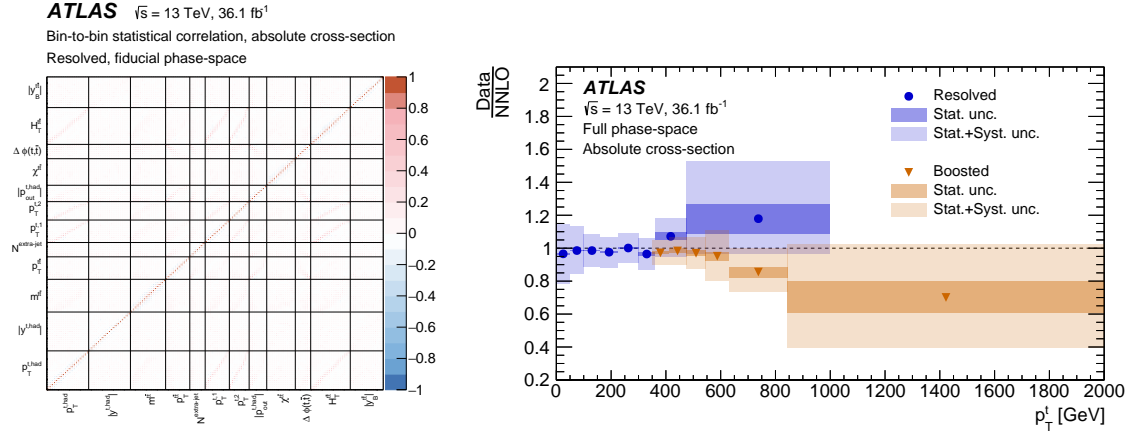 ATLAS √s = 13 TeV, 36.1 fb⁻¹
Bin-to-bin statistical correlation, absolute cross-section
Resolved, fiducial phase-space
|y_B^{tt̄}|
H_T^{tt̄}
Δ ϕ(t,t̄)
χ^{tt̄}
|p_out^{t,had}|
p_T^{t,2}
p_T^{t,1}
N^{extra-jet}
p_T^{tt̄}
m^{tt̄}
|y^{t,had}|
p_T^{t,had}
p_T^{t,had} |y^{t,had}| m^{tt̄} p_T^{tt̄} N^{extra-jet} p_T^{t,1} p_T^{t,2} |p_out^{t,had}| χ^{tt̄} Δ ϕ(t,t̄) H_T^{tt̄} |y_B^{tt̄}|
1
0.8
0.6
0.4
0.2
0
−0.2
−0.4
−0.6
−0.8
−1
Data
NNLO
2
1.8
1.6
1.4
1.2
1
0.8
0.6
0.4
0.2
ATLAS
√s = 13 TeV, 36.1 fb⁻¹
Full phase-space
Absolute cross-section
Resolved
Stat. unc.
Stat.+Syst. unc.
Boosted
Stat. unc.
Stat.+Syst. unc.
0 200 400 600 800 1000 1200 1400 1600 1800 2000
p_T^t [GeV]